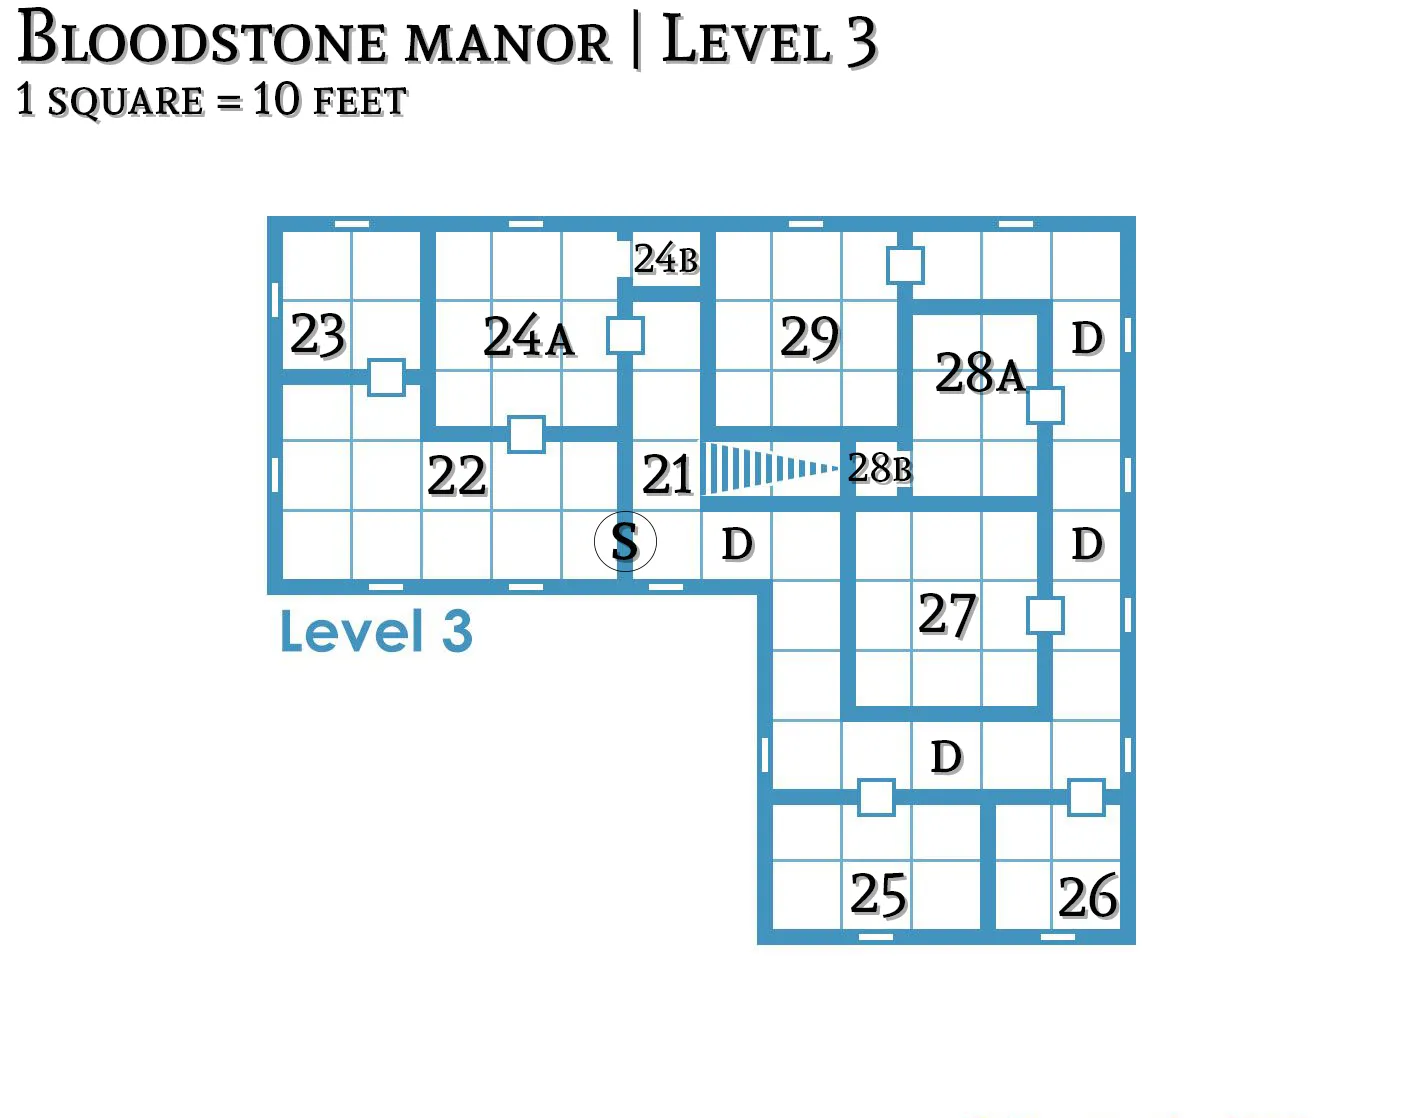 Bloodstone manor | Level 3
1 square = 10 feet
24B
23
24A
29
D
28A
22
21
28B
S
D
D
27
Level 3
D
25
26